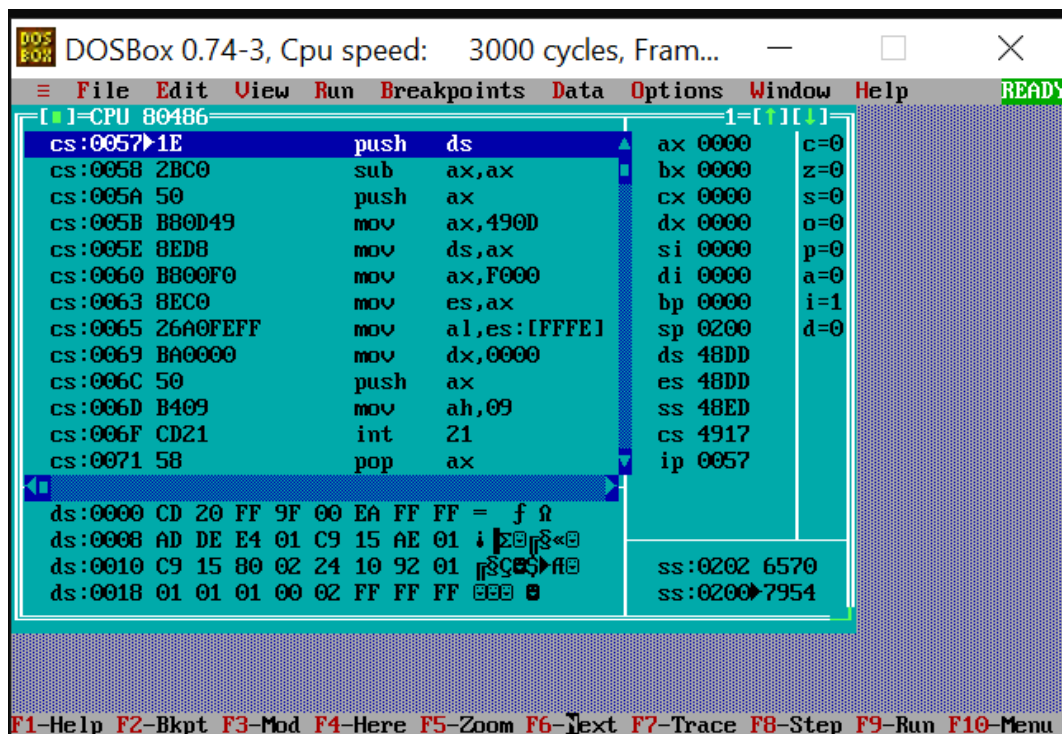 DOSBox 0.74-3, Cpu speed: 3000 cycles, Fram...
≡ File Edit View Run Breakpoints Data Options Window Help READY
[■]=CPU 80486 1=[↑][↓]
cs:0057▶1E push ds ax 0000 c=0
cs:0058 2BC0 sub ax,ax bx 0000 z=0
cs:005A 50 push ax cx 0000 s=0
cs:005B B80D49 mov ax,490D dx 0000 o=0
cs:005E 8ED8 mov ds,ax si 0000 p=0
cs:0060 B800F0 mov ax,F000 di 0000 a=0
cs:0063 8EC0 mov es,ax bp 0000 i=1
cs:0065 26A0FEFF mov al,es:[FFFE] sp 0200 d=0
cs:0069 BA0000 mov dx,0000 ds 48DD
cs:006C 50 push ax es 48DD
cs:006D B409 mov ah,09 ss 48ED
cs:006F CD21 int 21 cs 4917
cs:0071 58 pop ax ip 0057
ds:0000 CD 20 FF 9F 00 EA FF FF = ƒ Ω
ds:0008 AD DE E4 01 C9 15 AE 01 ¡▐Σ☺╔§«☺ ss:0202 6570
ds:0010 C9 15 80 02 24 10 92 01 ╔§Ç☻$►Æ☺ ss:0200▶7954
ds:0018 01 01 01 00 02 FF FF FF ☺☺☺ ☻
F1-Help F2-Bkpt F3-Mod F4-Here F5-Zoom F6-Next F7-Trace F8-Step F9-Run F10-Menu